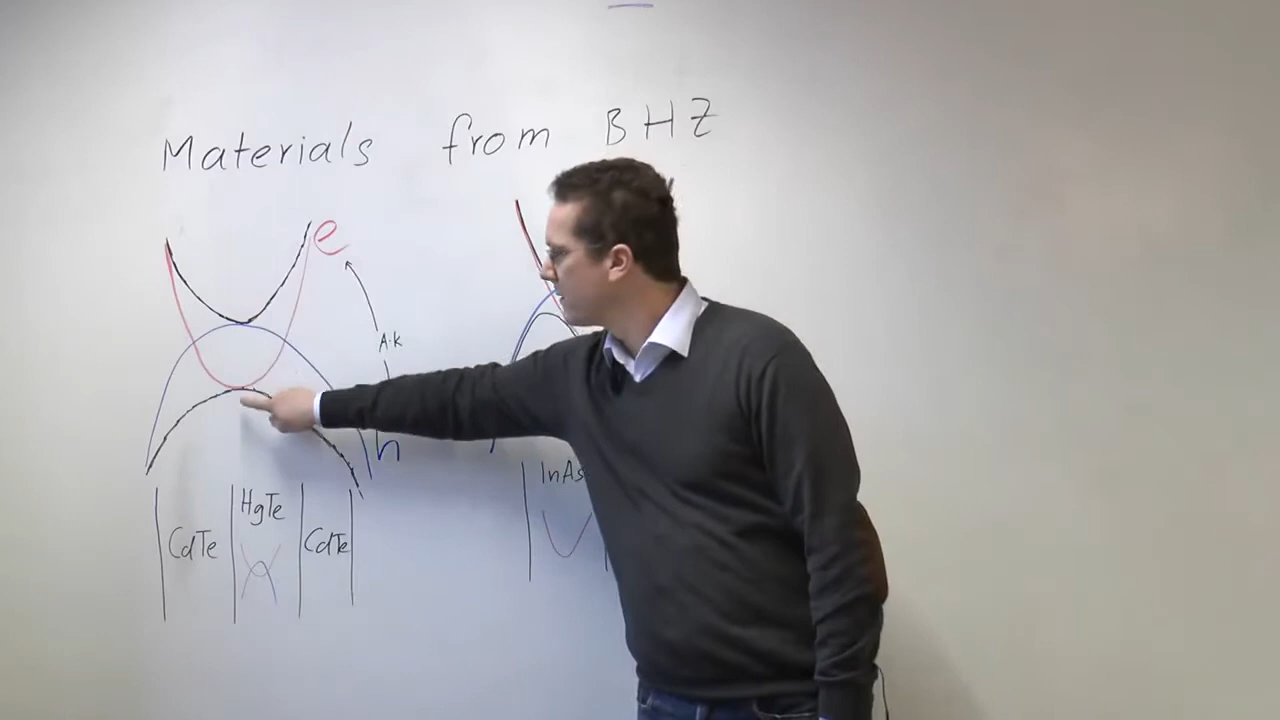 Materials from BHZ
e
A·k
h
CdTe HgTe CdTe
InAs